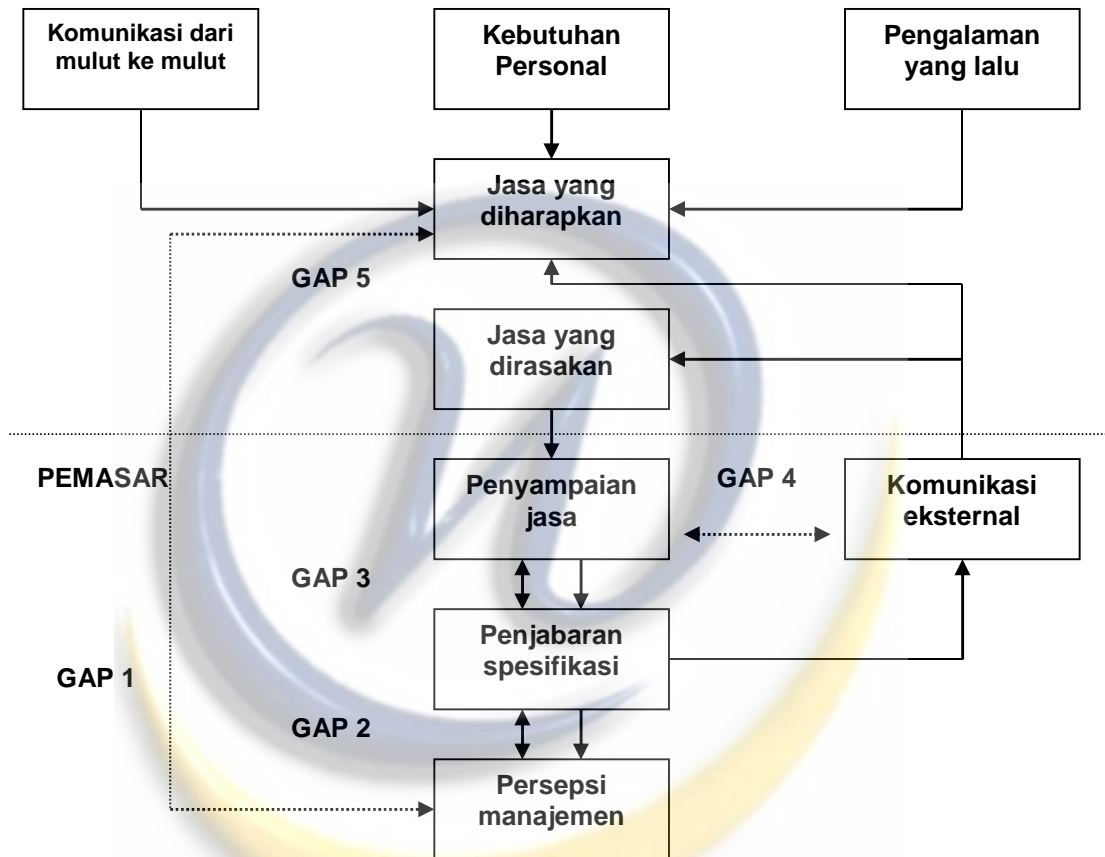 Komunikasi dari
mulut ke mulut
Kebutuhan
Personal
Pengalaman
yang lalu
Jasa yang
diharapkan
GAP 5
Jasa yang
dirasakan
PEMASAR
Penyampaian
jasa
GAP 4
Komunikasi
eksternal
GAP 3
Penjabaran
spesifikasi
GAP 1
GAP 2
Persepsi
manajemen